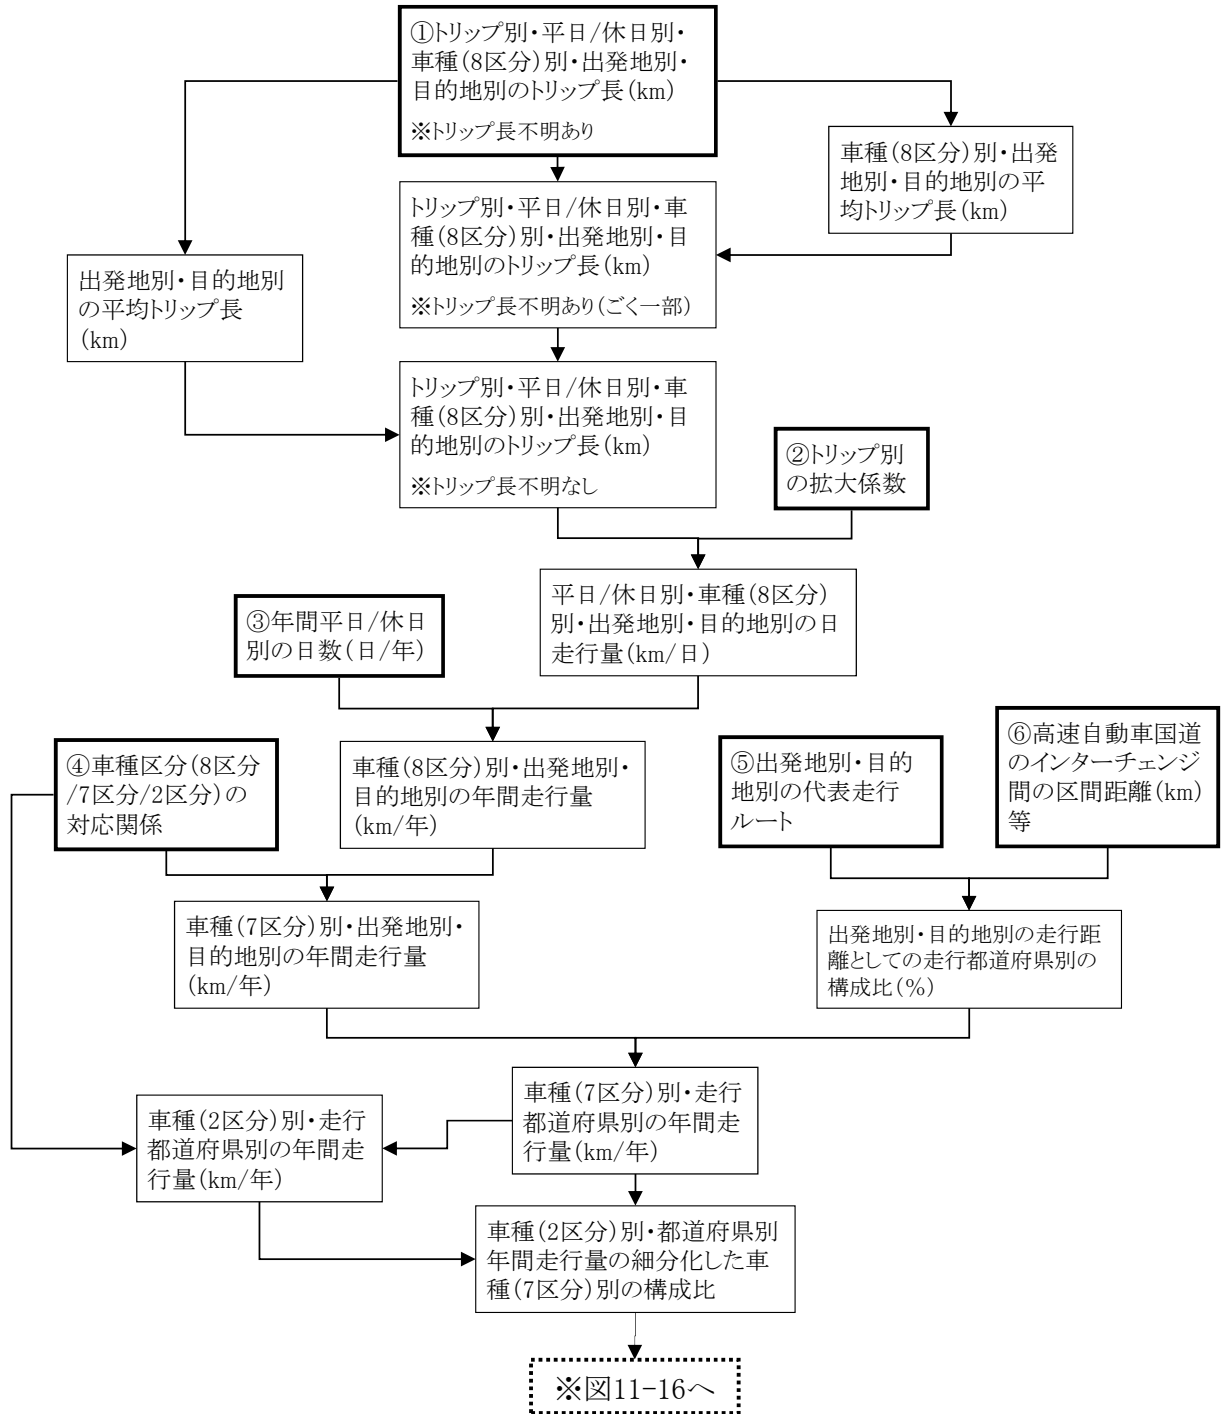 ①トリップ別・平日/休日別・
車種(8区分)別・出発地別・
目的地別のトリップ長(km)
※トリップ長不明あり
車種(8区分)別・出発
地別・目的地別の平
均トリップ長(km)
トリップ別・平日/休日別・車
種(8区分)別・出発地別・目
的地別のトリップ長(km)
※トリップ長不明あり(ごく一部)
出発地別・目的地別
の平均トリップ長
(km)
トリップ別・平日/休日別・車
種(8区分)別・出発地別・目
的地別のトリップ長(km)
※トリップ長不明なし
②トリップ別
の拡大係数
平日/休日別・車種(8区分)
別・出発地別・目的地別の日
走行量(km/日)
③年間平日/休日
別の日数(日/年)
④車種区分(8区分
/7区分/2区分)の
対応関係
車種(8区分)別・出発地別・
目的地別の年間走行量
(km/年)
⑤出発地別・目的
地別の代表走行
ルート
⑥高速自動車国道
のインターチェンジ
間の区間距離(km)
等
車種(7区分)別・出発地別・
目的地別の年間走行量
(km/年)
出発地別・目的地別の走行距
離としての走行都道府県別の
構成比(%)
車種(2区分)別・走行
都道府県別の年間走
行量(km/年)
車種(7区分)別・走行
都道府県別の年間走
行量(km/年)
車種(2区分)別・都道府県別
年間走行量の細分化した車
種(7区分)別の構成比
※図11-16へ